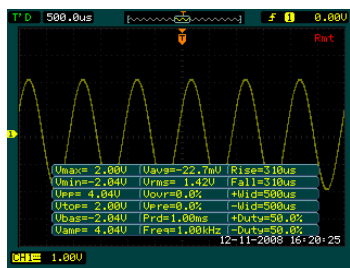 T'D 500.0us T f 1 0.00V
T
Rmt
1
Vmax= 2.00V Vavg=-22.7mV Rise=310us
Vmin=-2.04V Vrms= 1.42V Fall=310us
Vpp= 4.04V Vovr=0.0% +Wid=500us
Vtop= 2.00V Vpre=0.0% -Wid=500us
Vbas=-2.04V Prd=1.00ms +Duty=50.0%
Vamp= 4.04V Freq=1.00kHz -Duty=50.0%
12-11-2008 16:20:25
CH1 1.00V